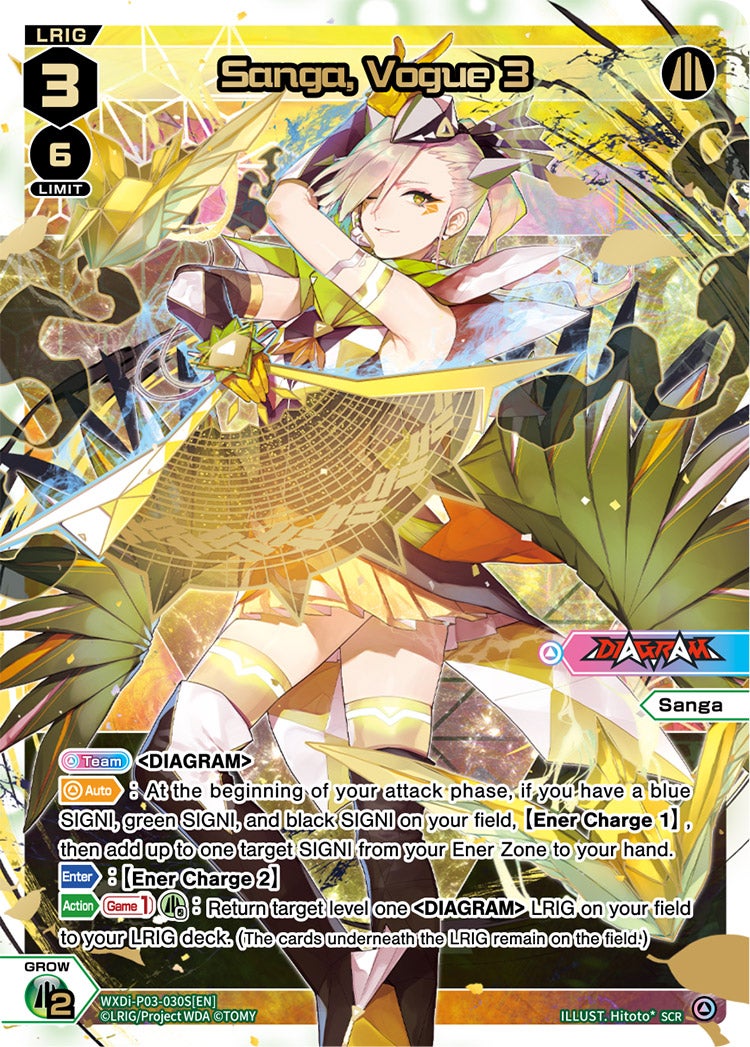 LRIG
3
Sanga, Vogue 3
6
LIMIT
DIAGRAM
Sanga
Team <DIAGRAM>
Auto : At the beginning of your attack phase, if you have a blue
SIGNI, green SIGNI, and black SIGNI on your field, 【Ener Charge 1】,
then add up to one target SIGNI from your Ener Zone to your hand.
Enter : 【Ener Charge 2】
Action Game 1 0 : Return target level one <DIAGRAM> LRIG on your field
to your LRIG deck. (The cards underneath the LRIG remain on the field.)
GROW
2
WXDi-P03-030S[EN]
©LRIG/Project WDA ©TOMY
ILLUST. Hitoto* SCR